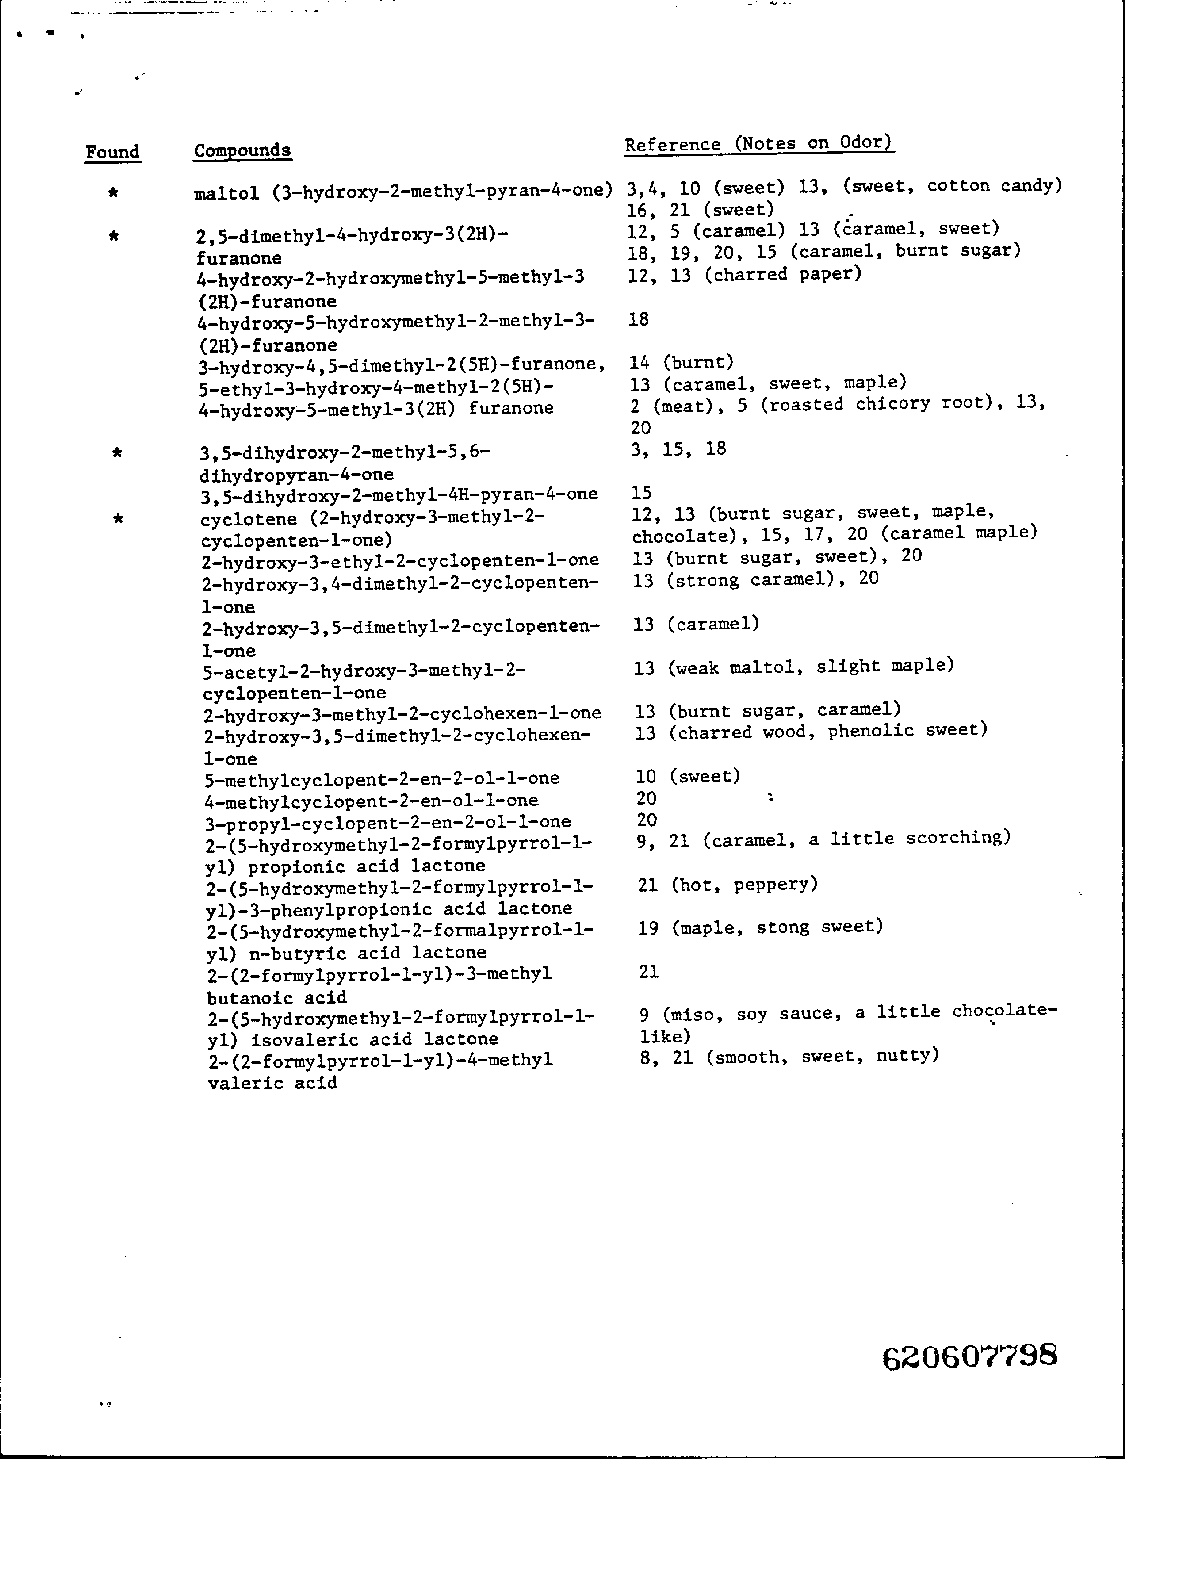 Found Compounds Reference (Notes on Odor)
* maltol (3-hydroxy-2-methyl-pyran-4-one) 3,4, 10 (sweet) 13, (sweet, cotton candy)
16, 21 (sweet)
* 2,5-dimethyl-4-hydroxy-3(2H)- 12, 5 (caramel) 13 (caramel, sweet)
furanone 18, 19, 20, 15 (caramel, burnt sugar)
4-hydroxy-2-hydroxymethyl-5-methyl-3 12, 13 (charred paper)
(2H)-furanone
4-hydroxy-5-hydroxymethyl-2-methyl-3- 18
(2H)-furanone
3-hydroxy-4,5-dimethyl-2(5H)-furanone, 14 (burnt)
5-ethyl-3-hydroxy-4-methyl-2(5H)- 13 (caramel, sweet, maple)
4-hydroxy-5-methyl-3(2H) furanone 2 (meat), 5 (roasted chicory root), 13,
20
* 3,5-dihydroxy-2-methyl-5,6- 3, 15, 18
dihydropyran-4-one
3,5-dihydroxy-2-methyl-4H-pyran-4-one 15
* cyclotene (2-hydroxy-3-methyl-2- 12, 13 (burnt sugar, sweet, maple,
cyclopenten-1-one) chocolate), 15, 17, 20 (caramel maple)
2-hydroxy-3-ethyl-2-cyclopenten-1-one 13 (burnt sugar, sweet), 20
2-hydroxy-3,4-dimethyl-2-cyclopenten- 13 (strong caramel), 20
1-one
2-hydroxy-3,5-dimethyl-2-cyclopenten- 13 (caramel)
1-one
5-acetyl-2-hydroxy-3-methyl-2- 13 (weak maltol, slight maple)
cyclopenten-1-one
2-hydroxy-3-methyl-2-cyclohexen-1-one 13 (burnt sugar, caramel)
2-hydroxy-3,5-dimethyl-2-cyclohexen- 13 (charred wood, phenolic sweet)
1-one
5-methylcyclopent-2-en-2-ol-1-one 10 (sweet)
4-methylcyclopent-2-en-ol-1-one 20
3-propyl-cyclopent-2-en-2-ol-1-one 20
2-(5-hydroxymethyl-2-formylpyrrol-1- 9, 21 (caramel, a little scorching)
yl) propionic acid lactone
2-(5-hydroxymethyl-2-formylpyrrol-1- 21 (hot, peppery)
yl)-3-phenylpropionic acid lactone
2-(5-hydroxymethyl-2-formalpyrrol-1- 19 (maple, stong sweet)
yl) n-butyric acid lactone
2-(2-formylpyrrol-1-yl)-3-methyl 21
butanoic acid
2-(5-hydroxymethyl-2-formylpyrrol-1- 9 (miso, soy sauce, a little chocolate-
yl) isovaleric acid lactone like)
2-(2-formylpyrrol-1-yl)-4-methyl 8, 21 (smooth, sweet, nutty)
valeric acid
620607798